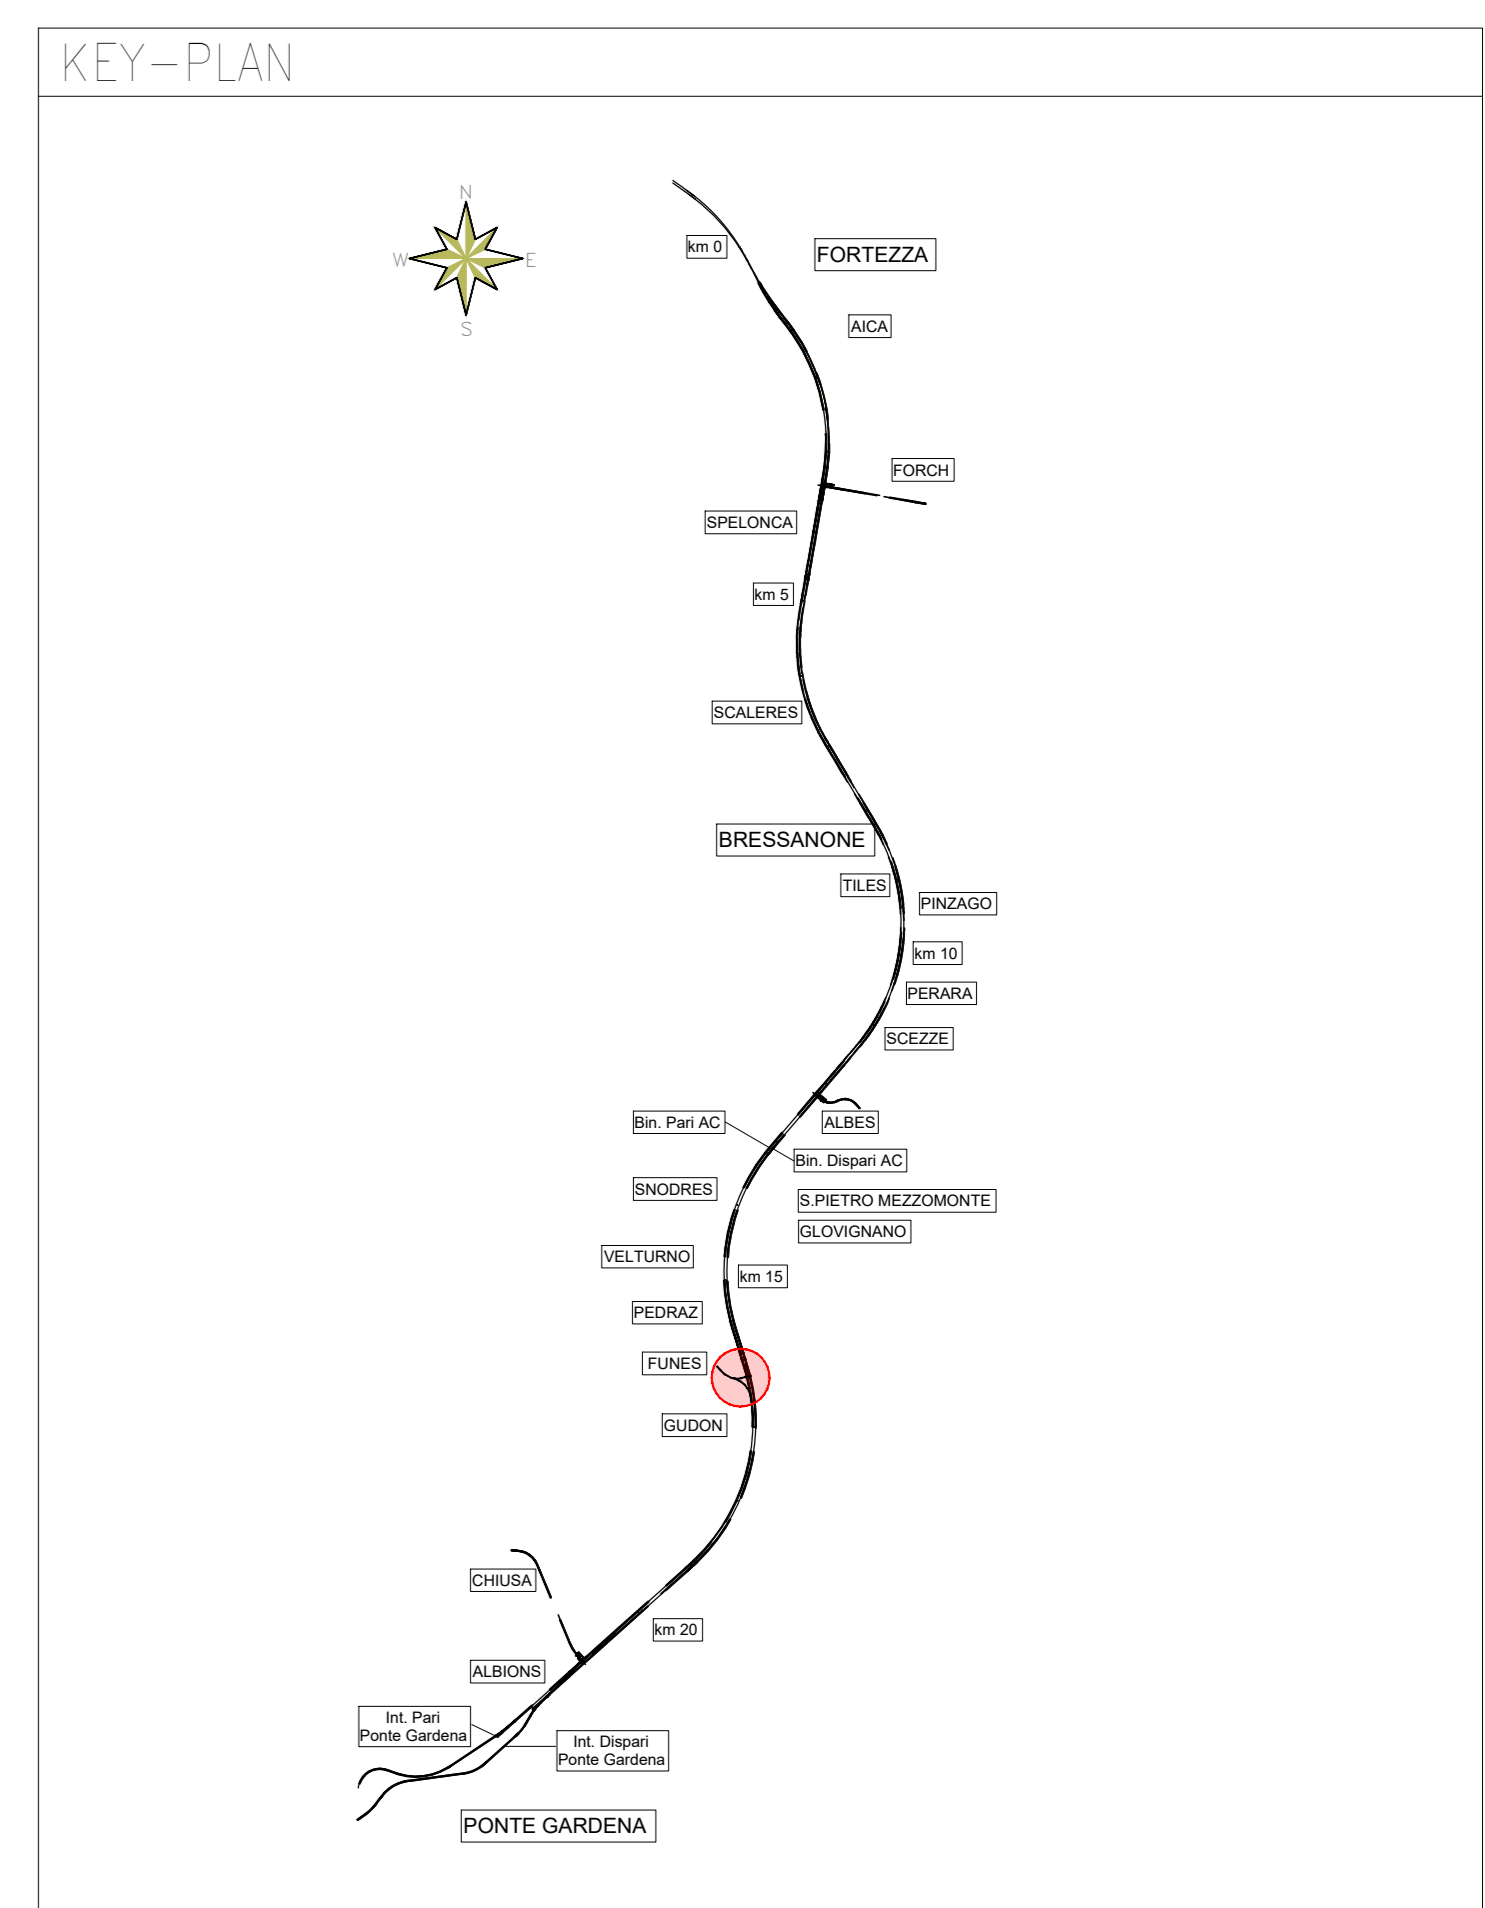 KEY-PLAN
N
W
E
S
km 0
FORTEZZA
AICA
FORCH
SPELONCA
km 5
SCALERES
BRESSANONE
TILES
PINZAGO
km 10
PERARA
SCEZZE
ALBES
Bin. Pari AC
Bin. Dispari AC
SNODRES
S.PIETRO MEZZOMONTE
GLOVIGNANO
VELTURNO
km 15
PEDRAZ
FUNES
GUDON
CHIUSA
km 20
ALBIONS
Int. Pari
Ponte Gardena
Int. Dispari
Ponte Gardena
PONTE GARDENA